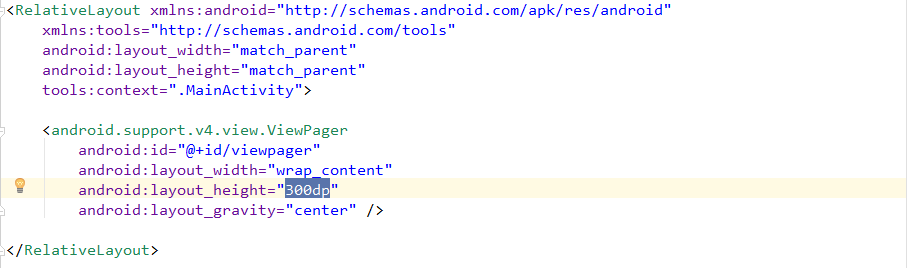 <RelativeLayout xmlns:android="http://schemas.android.com/apk/res/android"
    xmlns:tools="http://schemas.android.com/tools"
    android:layout_width="match_parent"
    android:layout_height="match_parent"
    tools:context=".MainActivity">

    <android.support.v4.view.ViewPager
        android:id="@+id/viewpager"
        android:layout_width="wrap_content"
        android:layout_height="300dp"
        android:layout_gravity="center" />

</RelativeLayout>